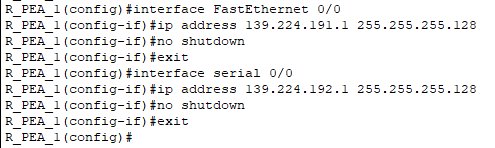 R_PEA_1(config)#interface FastEthernet 0/0
R_PEA_1(config-if)#ip address 139.224.191.1 255.255.255.128
R_PEA_1(config-if)#no shutdown
R_PEA_1(config-if)#exit
R_PEA_1(config)#interface serial 0/0
R_PEA_1(config-if)#ip address 139.224.192.1 255.255.255.128
R_PEA_1(config-if)#no shutdown
R_PEA_1(config-if)#exit
R_PEA_1(config)#